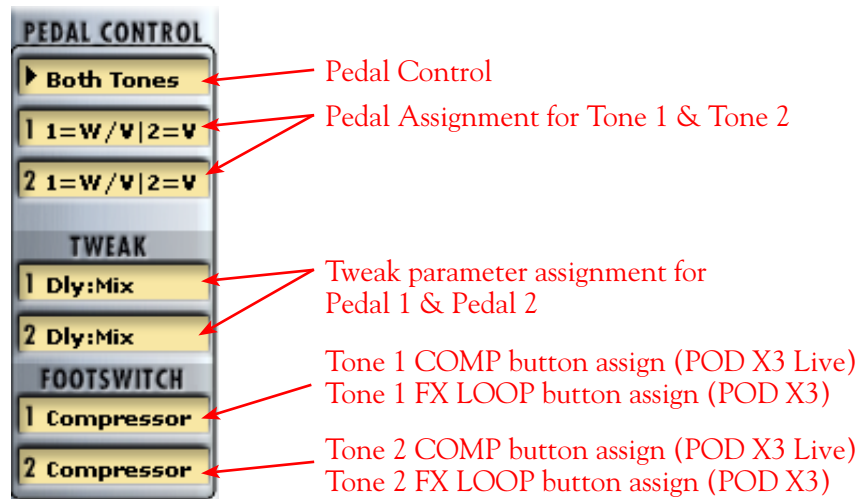 PEDAL CONTROL
Both Tones
Pedal Control
1 1=W/V|2=V
Pedal Assignment for Tone 1 & Tone 2
2 1=W/V|2=V
TWEAK
1 Dly:Mix
Tweak parameter assignment for
Pedal 1 & Pedal 2
2 Dly:Mix
FOOTSWITCH
1 Compressor
Tone 1 COMP button assign (POD X3 Live)
Tone 1 FX LOOP button assign (POD X3)
2 Compressor
Tone 2 COMP button assign (POD X3 Live)
Tone 2 FX LOOP button assign (POD X3)